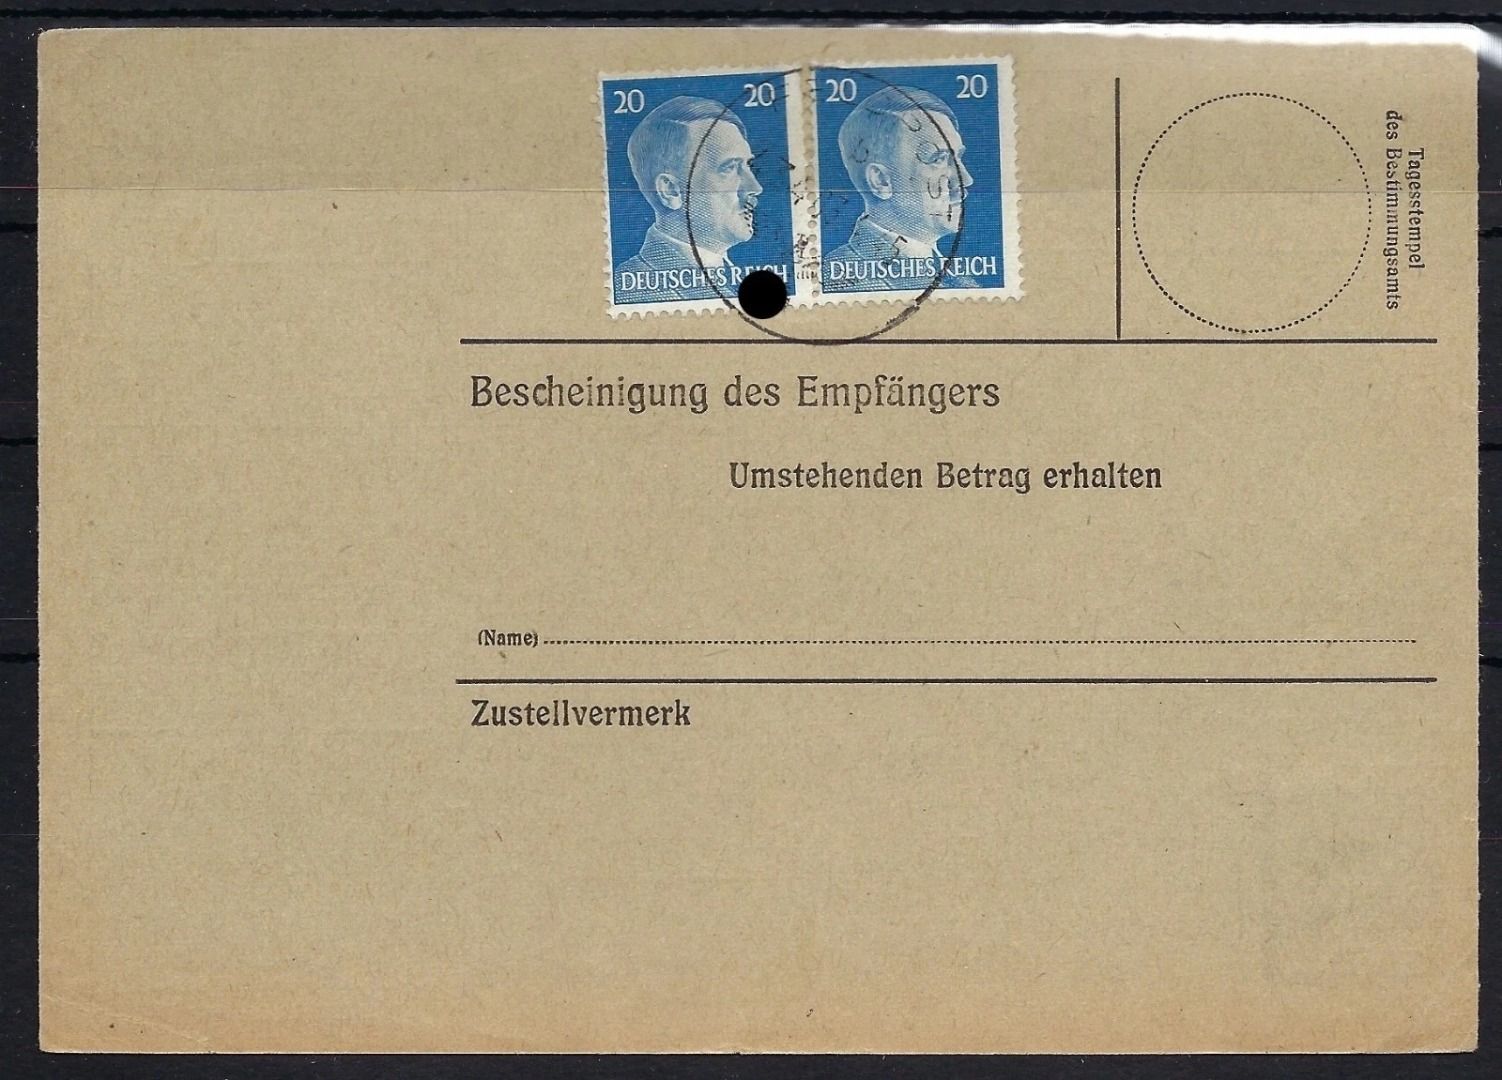 20 20 20 20
DEUTSCHES REICH DEUTSCHES REICH
Tagesstempel
des Bestimmungsamts
Bescheinigung des Empfängers
Umstehenden Betrag erhalten
(Name)
Zustellvermerk